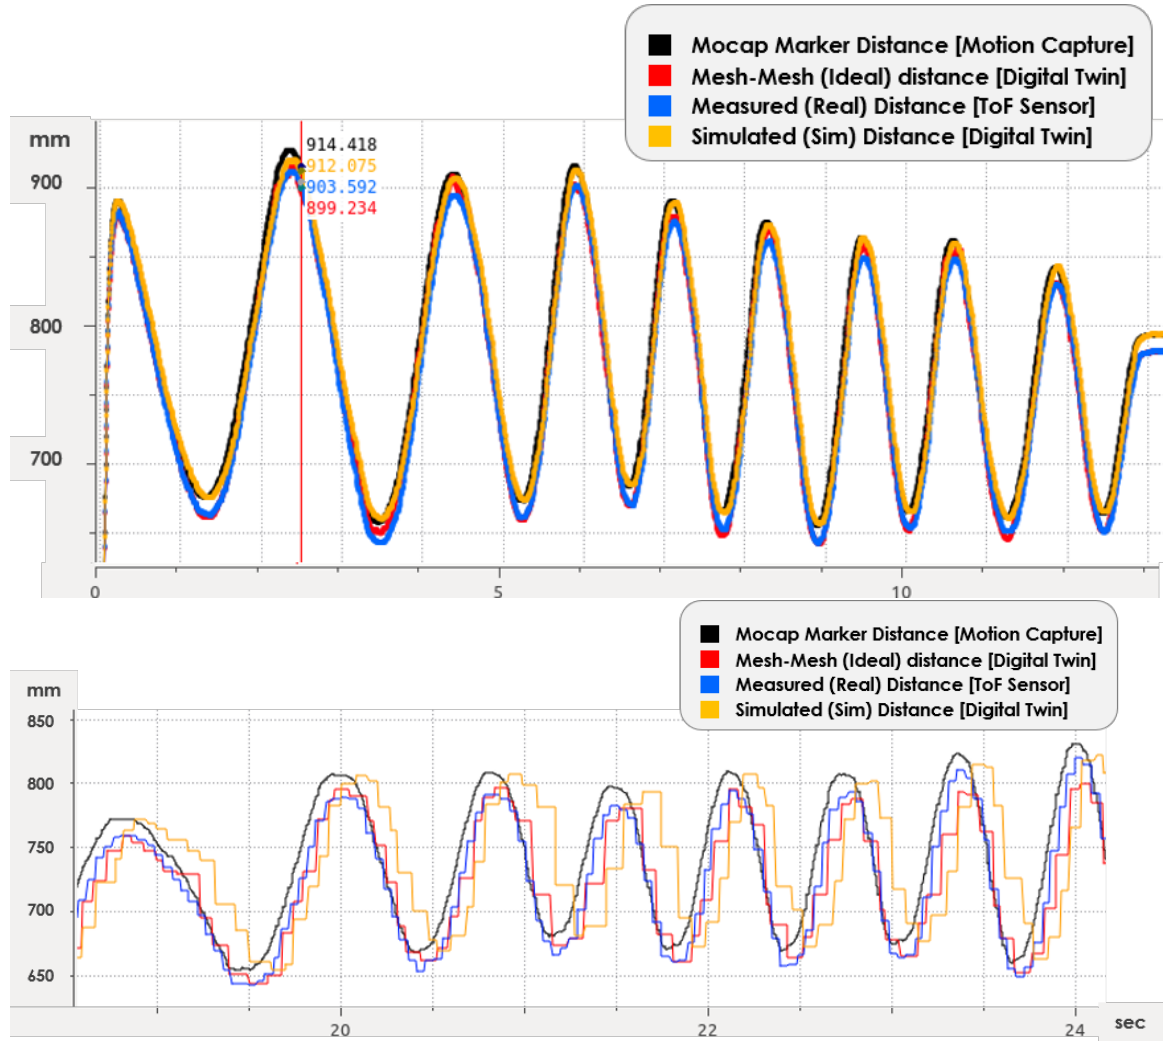 Mocap Marker Distance [Motion Capture]
Mesh-Mesh (Ideal) distance [Digital Twin]
Measured (Real) Distance [ToF Sensor]
Simulated (Sim) Distance [Digital Twin]
mm
914.418
912.075
903.592
899.234
900
800
700
0 5 10
Mocap Marker Distance [Motion Capture]
Mesh-Mesh (Ideal) distance [Digital Twin]
Measured (Real) Distance [ToF Sensor]
Simulated (Sim) Distance [Digital Twin]
mm
850
800
750
700
650
20 22 24
sec